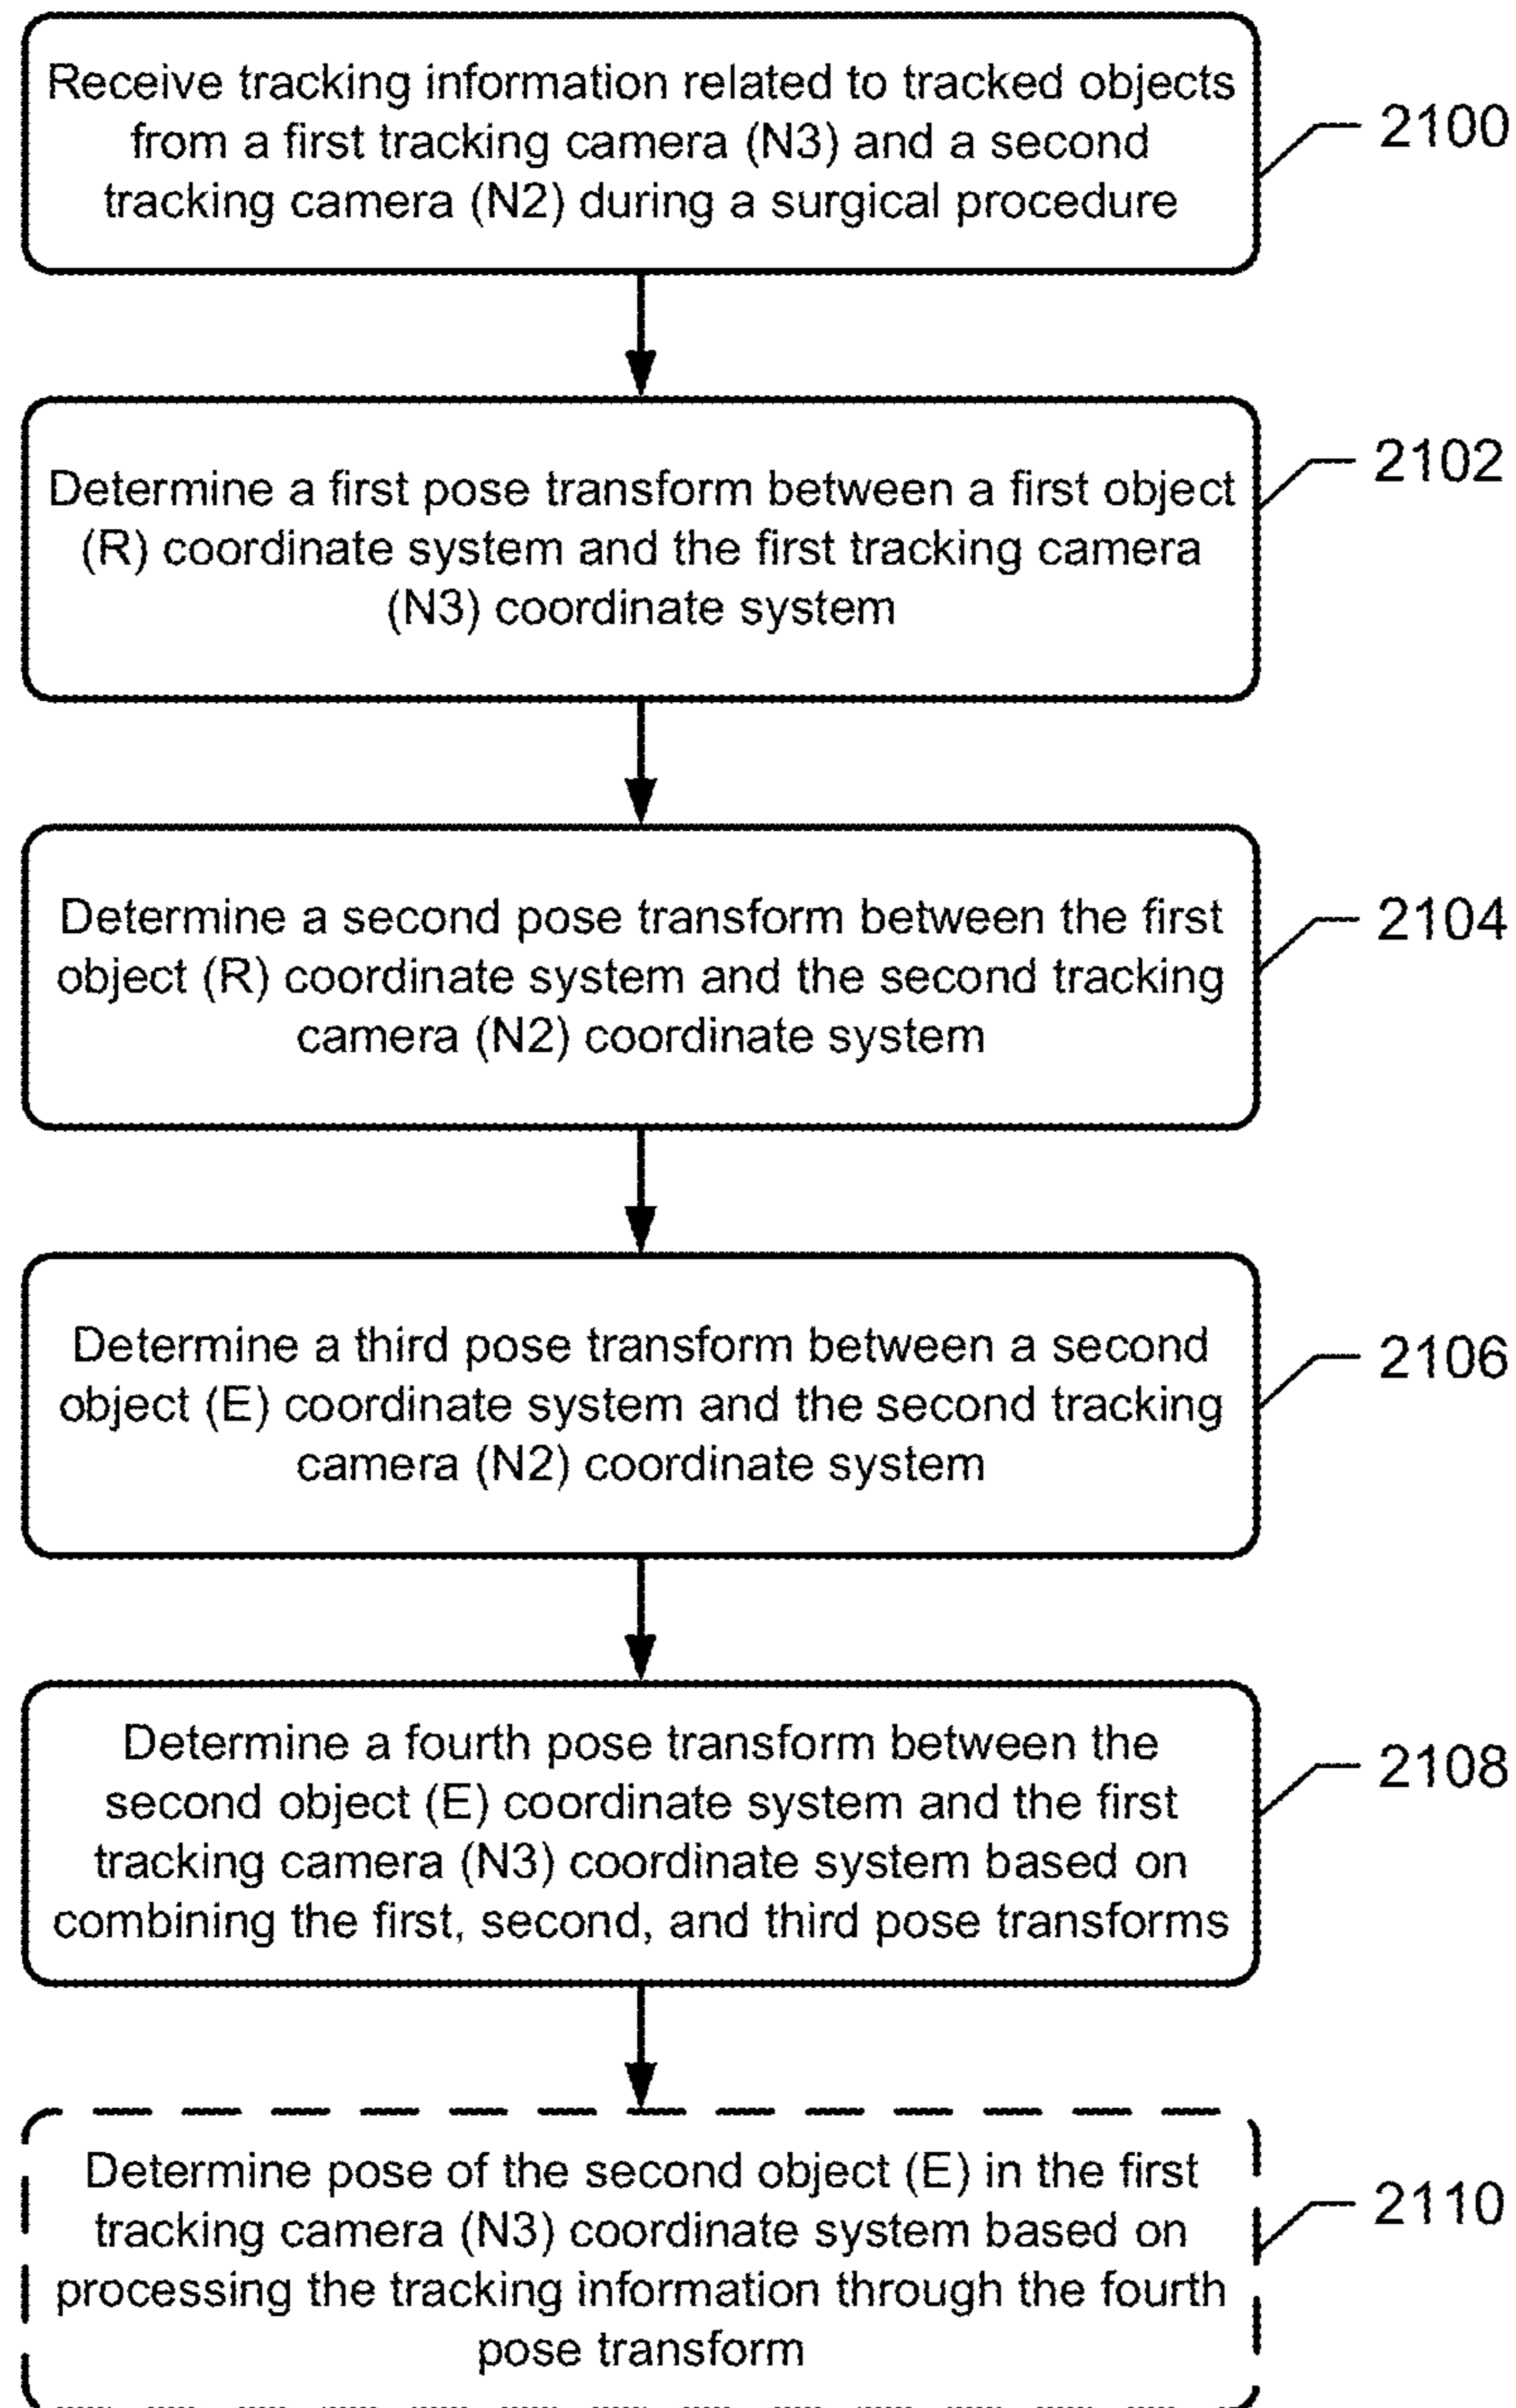 Receive tracking information related to tracked objects
from a first tracking camera (N3) and a second
tracking camera (N2) during a surgical procedure
2100
Determine a first pose transform between a first object
(R) coordinate system and the first tracking camera
(N3) coordinate system
2102
Determine a second pose transform between the first
object (R) coordinate system and the second tracking
camera (N2) coordinate system
2104
Determine a third pose transform between a second
object (E) coordinate system and the second tracking
camera (N2) coordinate system
2106
Determine a fourth pose transform between the
second object (E) coordinate system and the first
tracking camera (N3) coordinate system based on
combining the first, second, and third pose transforms
2108
Determine pose of the second object (E) in the first
tracking camera (N3) coordinate system based on
processing the tracking information through the fourth
pose transform
2110